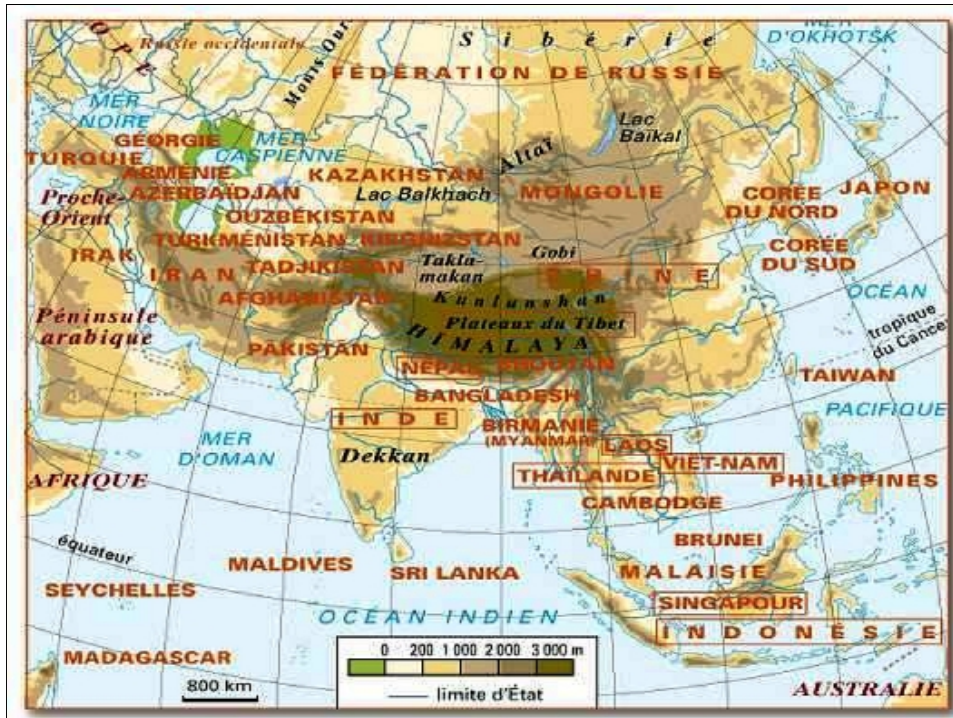 MER
D'OKHOTSK
Russie occidentale
Sibérie
Monts Our
FÉDÉRATION DE RUSSIE
MER
NOIRE
Lac
Baïkal
GÉORGIE
MER
CASPIENNE
TURQUIE
Altaï
ARMÉNIE
KAZAKHSTAN
Proche-
Orient
AZERBAÏDJAN
Lac Balkhach
MONGOLIE
CORÉE
DU NORD
JAPON
OUZBÉKISTAN
TURKMÉNISTAN
KIRGHIZSTAN
IRAK
IRAN
TADJIKISTAN
Takla-
makan
Gobi
CHINE
CORÉE
DU SUD
AFGHANISTAN
Kunlunshan
OCÉAN
Péninsule
arabique
Plateaux du Tibet
tropique
du Cancer
HIMALAYA
PAKISTAN
NÉPAL
BHOUTAN
TAIWAN
BANGLADESH
INDE
BIRMANIE
(MYANMAR)
PACIFIQUE
MER
D'OMAN
Dekkan
LAOS
VIÊT-NAM
AFRIQUE
THAÏLANDE
PHILIPPINES
CAMBODGE
équateur
BRUNEI
MALDIVES
SRI LANKA
MALAISIE
SEYCHELLES
SINGAPOUR
OCÉAN INDIEN
INDONÉSIE
MADAGASCAR
0 200 1 000 2 000 3 000 m
800 km
limite d'État
AUSTRALIE